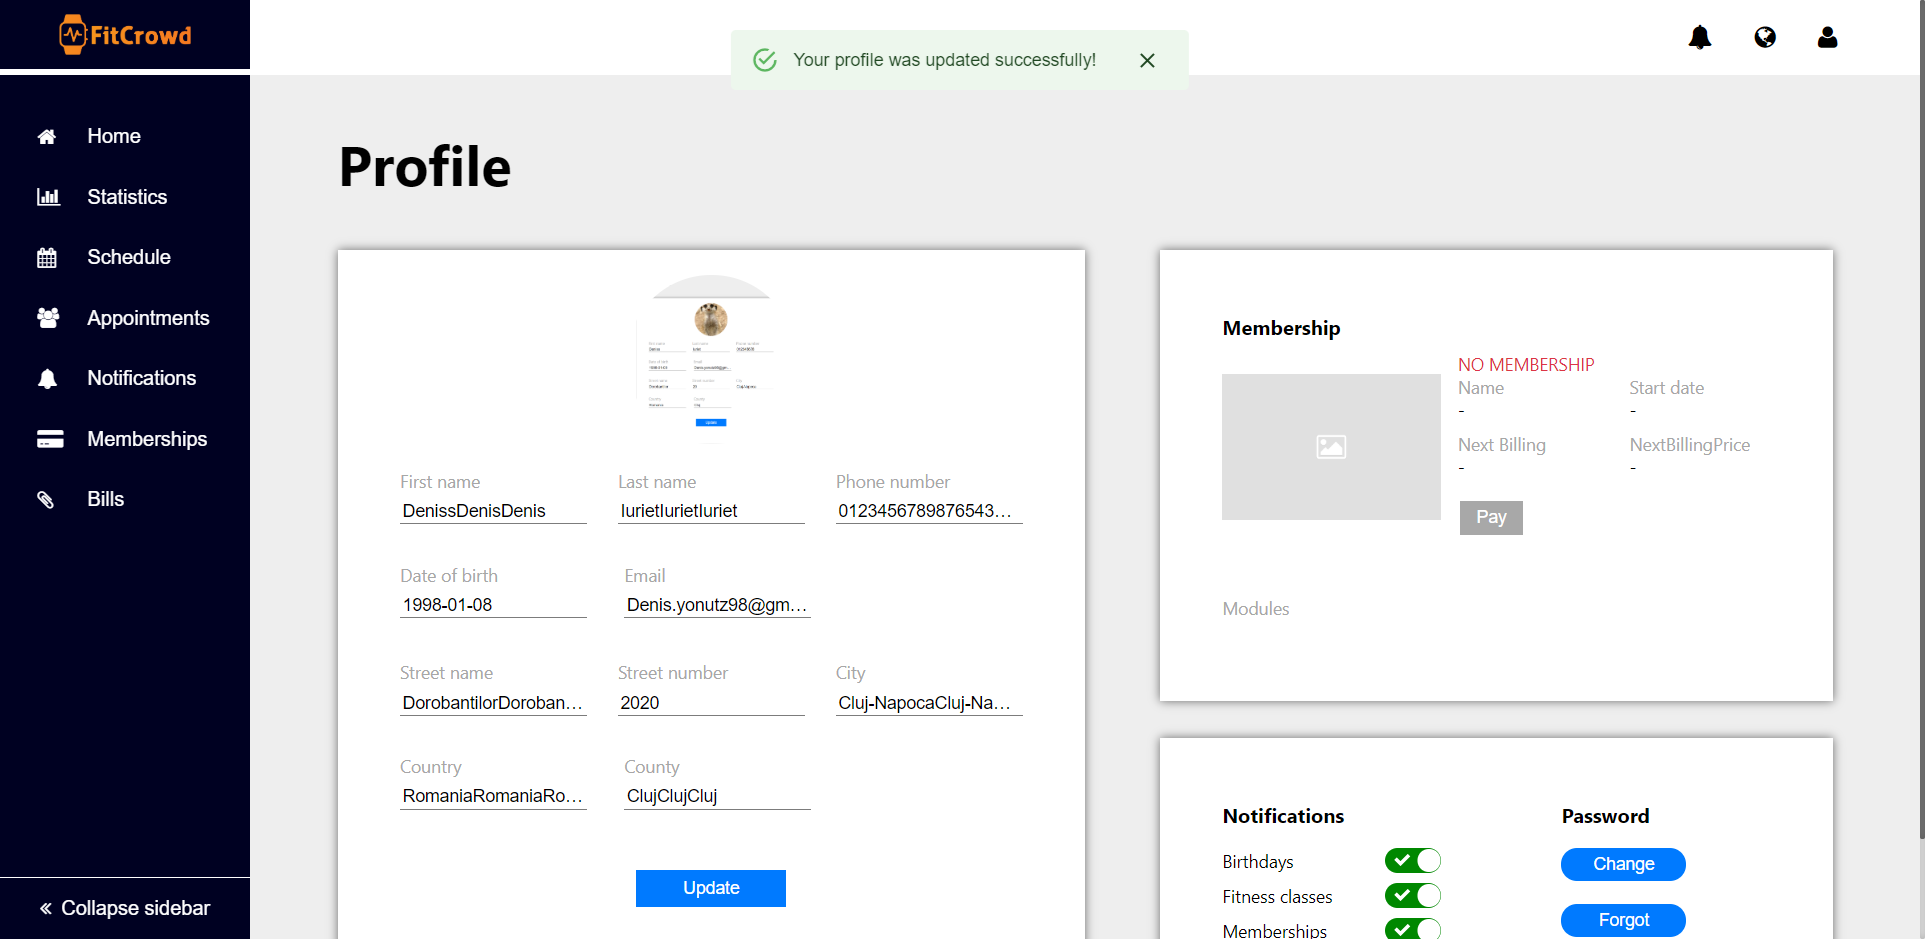 FitCrowd
Your profile was updated successfully!
Home
Statistics
Schedule
Appointments
Notifications
Memberships
Bills
Collapse sidebar
Profile
First name
DenissDenisDenis
Last name
IurietIurietIuriet
Phone number
0123456789876543…
Date of birth
1998-01-08
Email
Denis.yonutz98@gm…
Street name
DorobantilorDoroban…
Street number
2020
City
Cluj-NapocaCluj-Na…
Country
RomaniaRomaniaRo…
County
ClujClujCluj
Update
Membership
NO MEMBERSHIP
Name
-
Start date
-
Next Billing
-
NextBillingPrice
-
Pay
Modules
Notifications
Birthdays
Fitness classes
Memberships
Password
Change
Forgot